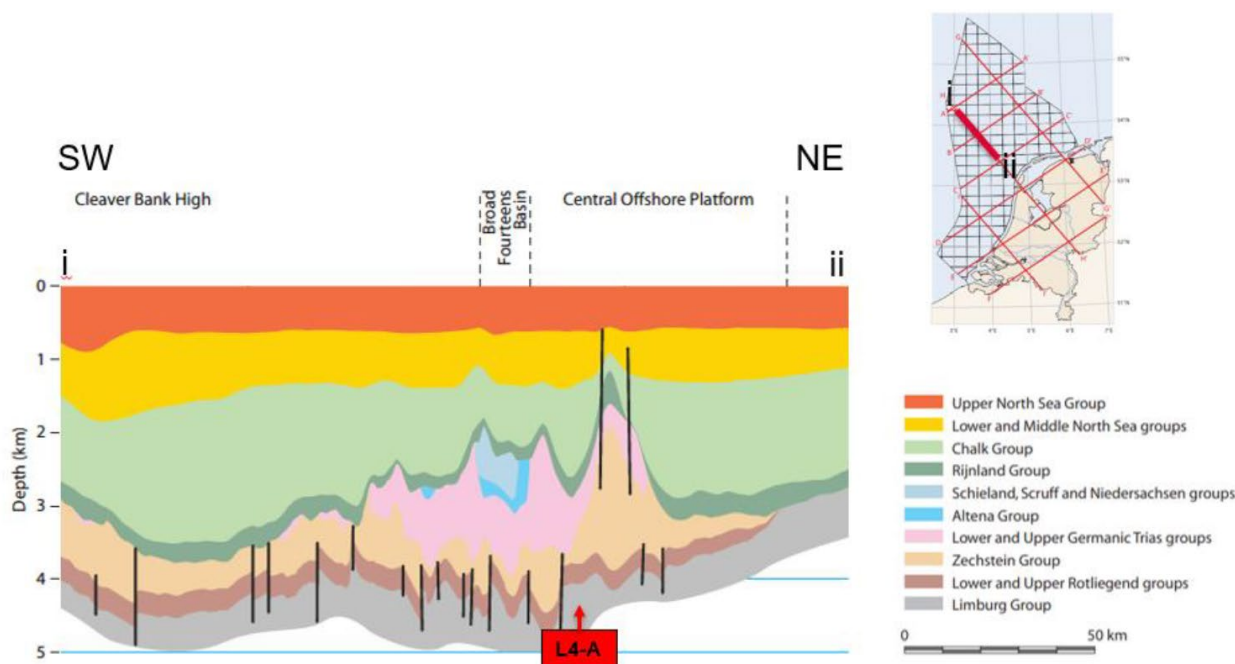 SW
NE
Cleaver Bank High
Broad
Fourteens
Basin
Central Offshore Platform
i
ii
0
1
2
3
4
5
Depth (km)
L4-A
i
ii
G
A'
H
A
B'
B
C'
C
D'
D
E
F
H'
Upper North Sea Group
Lower and Middle North Sea groups
Chalk Group
Rijnland Group
Schieland, Scruff and Niedersachsen groups
Altena Group
Lower and Upper Germanic Trias groups
Zechstein Group
Lower and Upper Rotliegend groups
Limburg Group
0
50 km